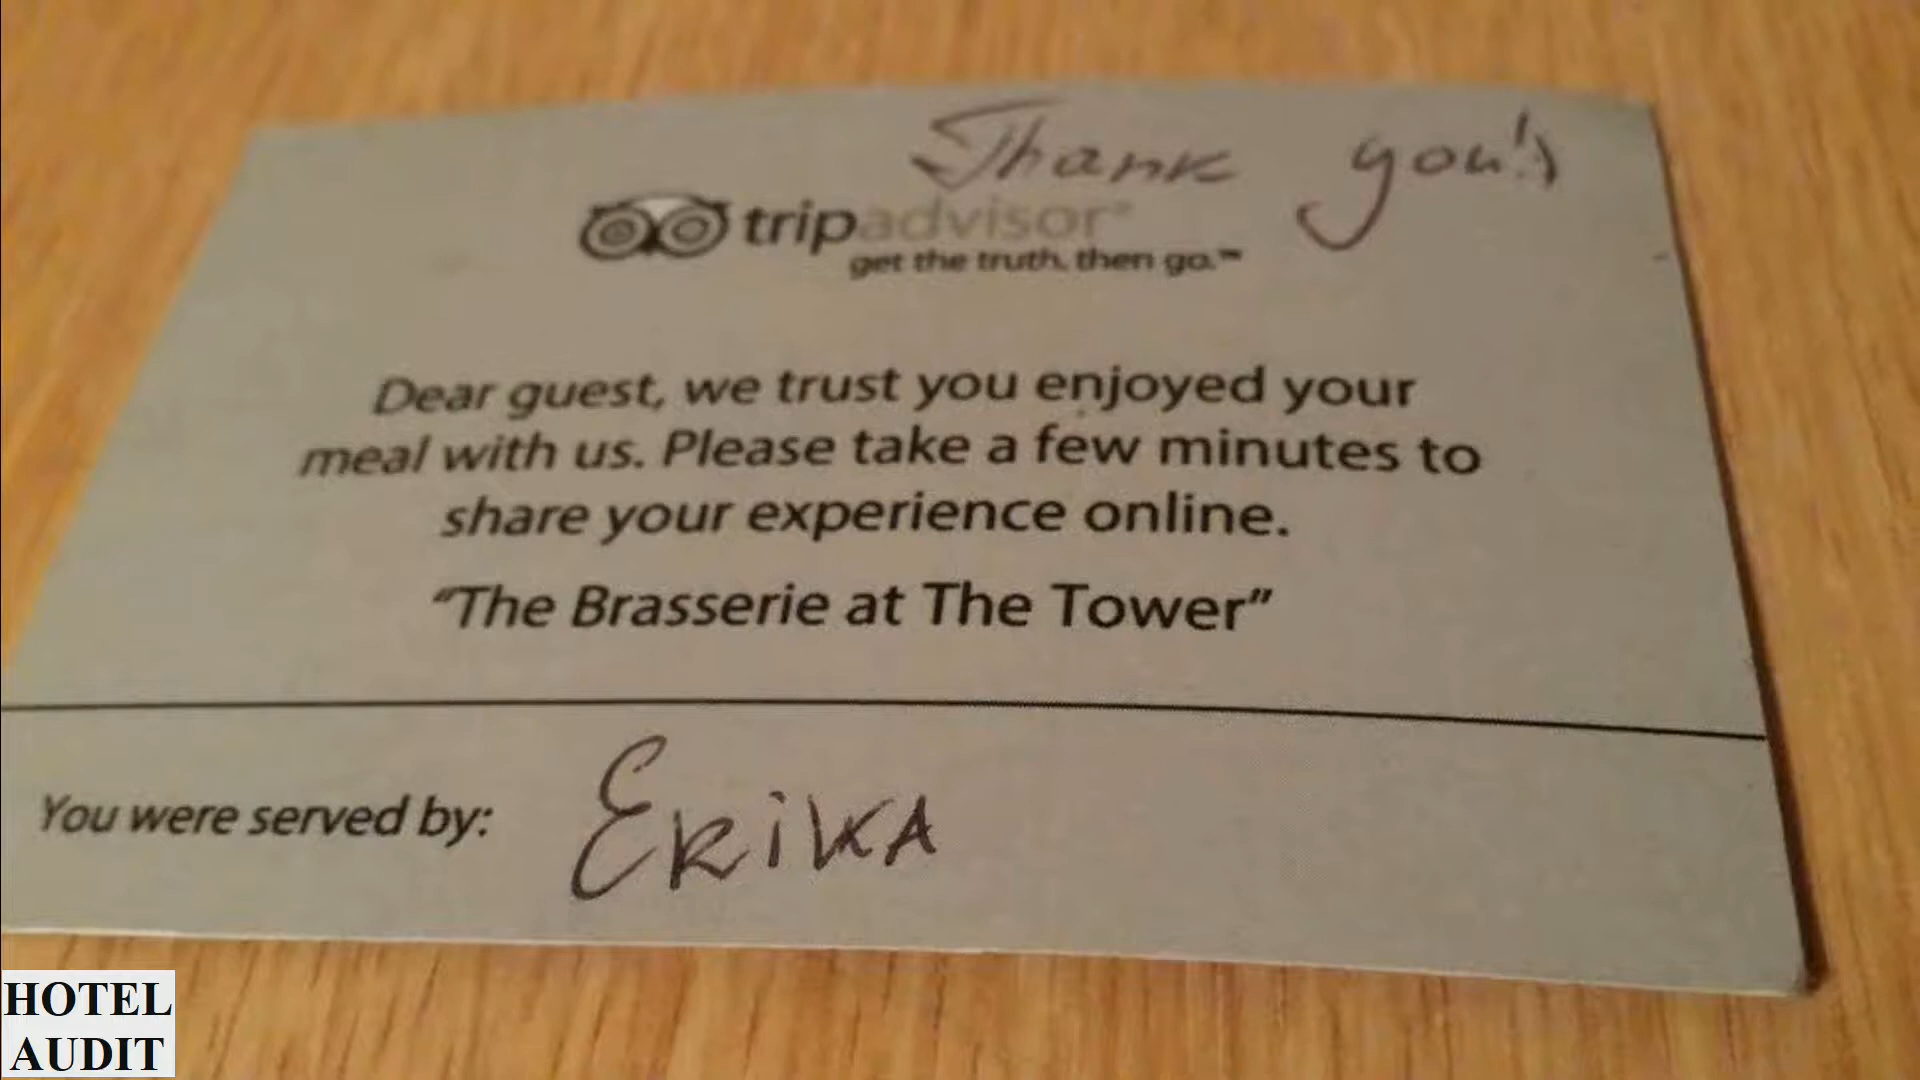 Thank you!)
tripadvisor®
get the truth, then go.™
Dear guest, we trust you enjoyed your
meal with us. Please take a few minutes to
share your experience online.
"The Brasserie at The Tower"
You were served by: ERiKA
HOTEL
AUDIT